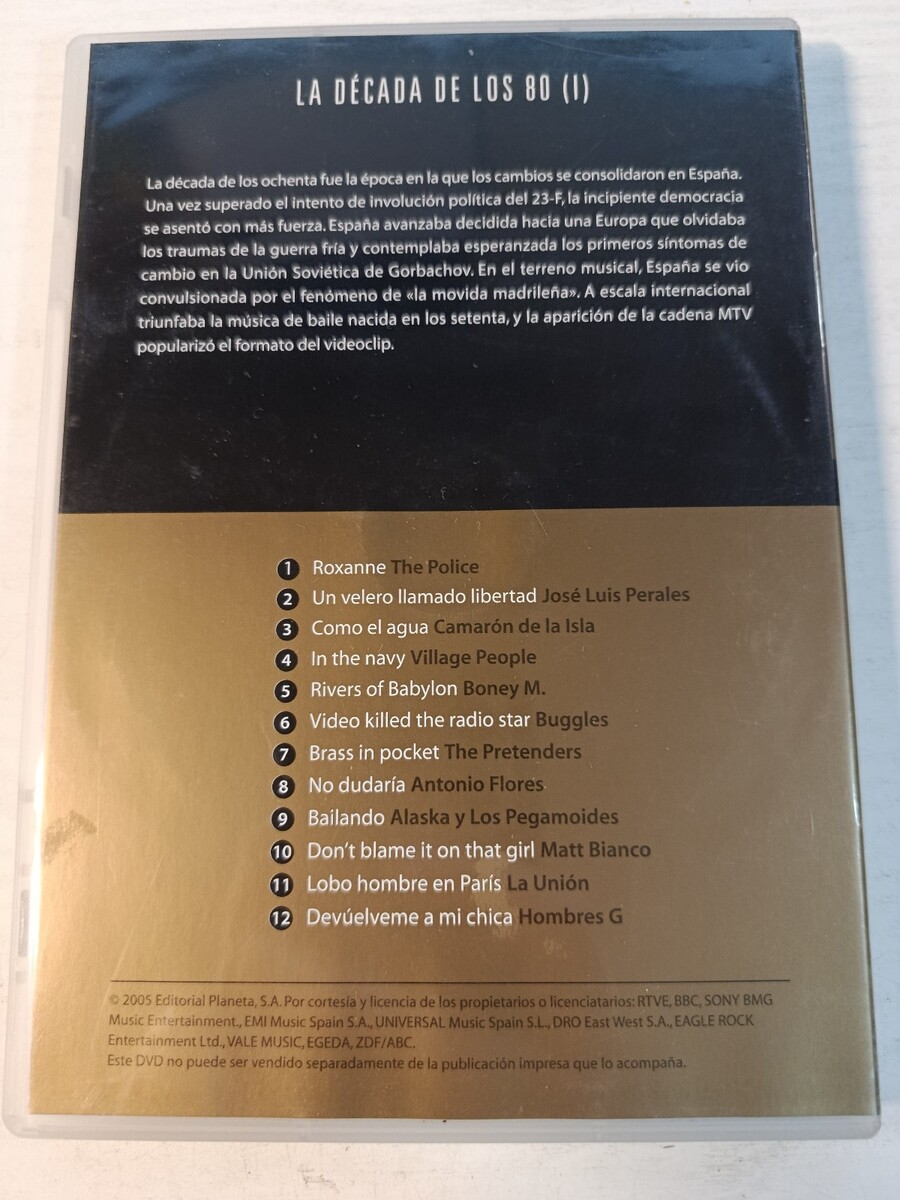 LA DÉCADA DE LOS 80 (I)
La década de los ochenta fue la época en la que los cambios se consolidaron en España.
Una vez superado el intento de involución política del 23-F, la incipiente democracia
se asentó con más fuerza. España avanzaba decidida hacia una Europa que olvidaba
los traumas de la guerra fría y contemplaba esperanzada los primeros síntomas de
cambio en la Unión Soviética de Gorbachov. En el terreno musical, España se vio
convulsionada por el fenómeno de «la movida madrileña». A escala internacional
triunfaba la música de baile nacida en los setenta, y la aparición de la cadena MTV
popularizó el formato del videoclip.
1 Roxanne The Police
2 Un velero llamado libertad José Luis Perales
3 Como el agua Camarón de la Isla
4 In the navy Village People
5 Rivers of Babylon Boney M.
6 Video killed the radio star Buggles
7 Brass in pocket The Pretenders
8 No dudaría Antonio Flores
9 Bailando Alaska y Los Pegamoides
10 Don't blame it on that girl Matt Bianco
11 Lobo hombre en París La Unión
12 Devúelveme a mi chica Hombres G
© 2005 Editorial Planeta, S.A. Por cortesía y licencia de los propietarios o licenciatarios: RTVE, BBC, SONY BMG
Music Entertainment., EMI Music Spain S.A., UNIVERSAL Music Spain S.L., DRO East West S.A., EAGLE ROCK
Entertainment Ltd., VALE MUSIC, EGEDA, ZDF/ABC.
Este DVD no puede ser vendido separadamente de la publicación impresa que lo acompaña.